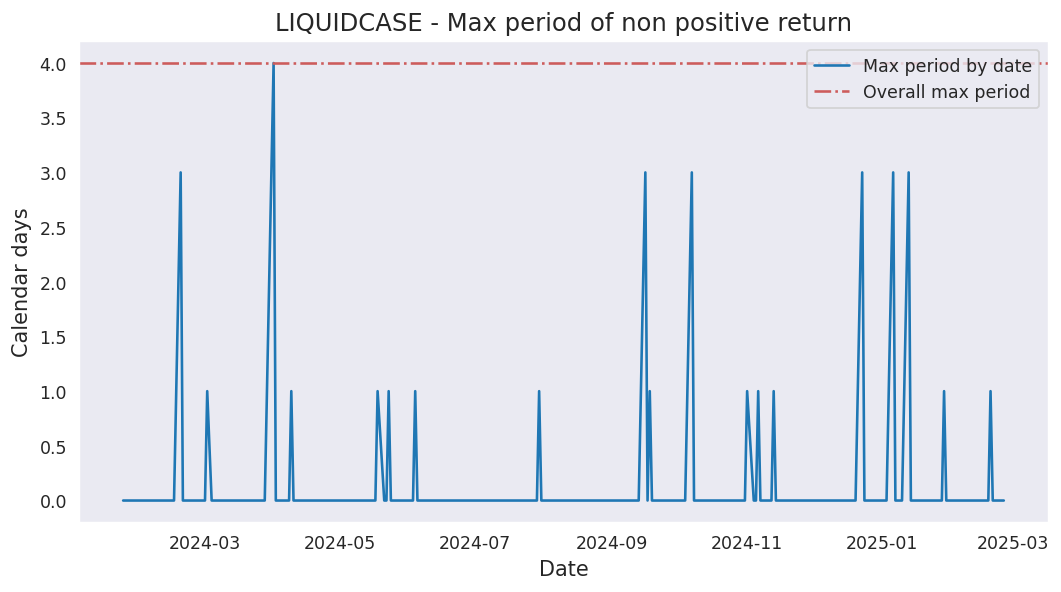 LIQUIDCASE - Max period of non positive return
Max period by date
Overall max period
Calendar days
4.0
3.5
3.0
2.5
2.0
1.5
1.0
0.5
0.0
2024-03 2024-05 2024-07 2024-09 2024-11 2025-01 2025-03
Date